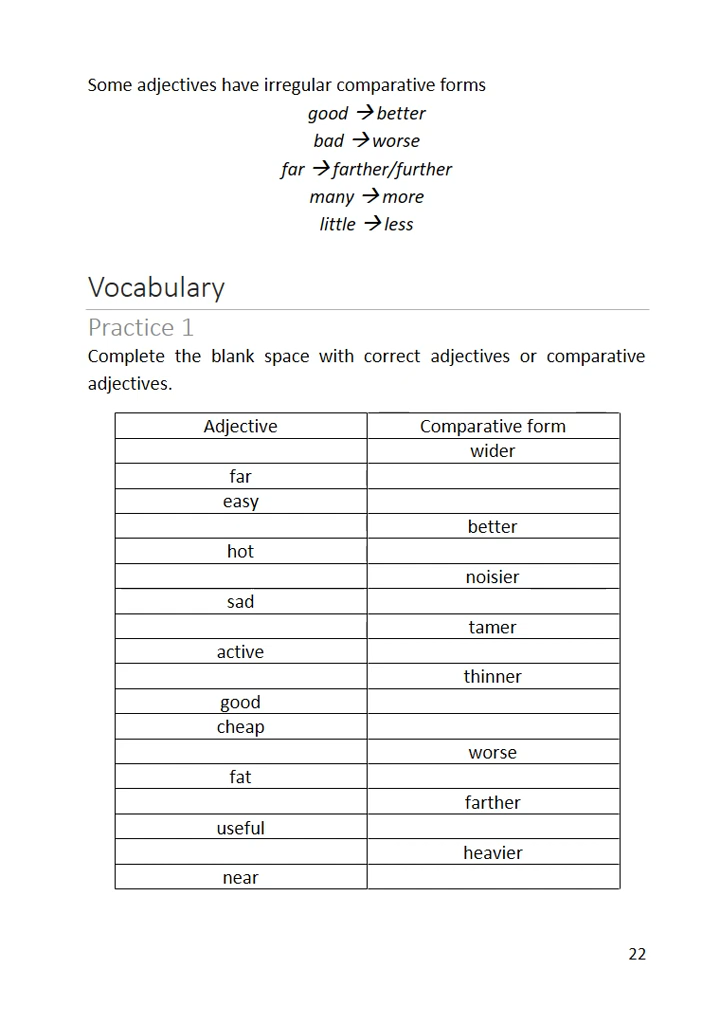 Some adjectives have irregular comparative forms
good → better
bad → worse
far → farther/further
many → more
little → less
Vocabulary
Practice 1
Complete the blank space with correct adjectives or comparative
adjectives.
Adjective Comparative form
wider
far
easy
better
hot
noisier
sad
tamer
active
thinner
good
cheap
worse
fat
farther
useful
heavier
near
22